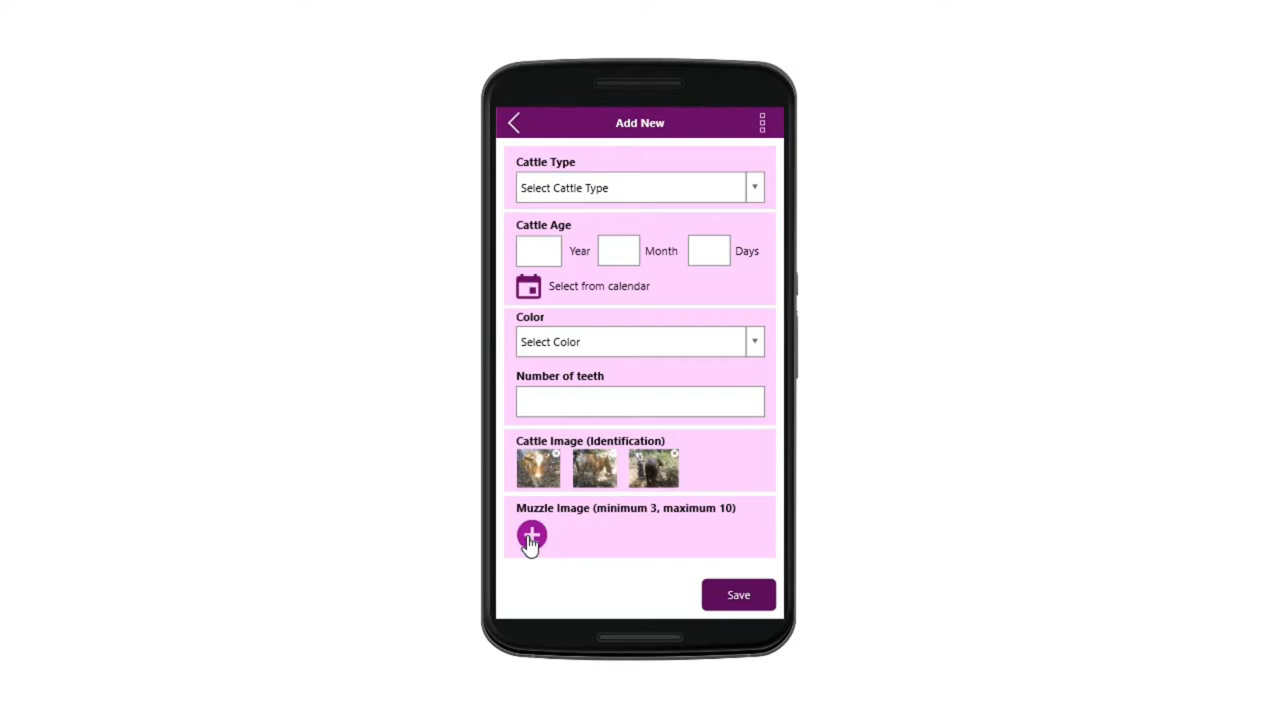 Add New
Cattle Type
Select Cattle Type
Cattle Age
Year Month Days
Select from calendar
Color
Select Color
Number of teeth
Cattle Image (Identification)
Muzzle Image (minimum 3, maximum 10)
Save